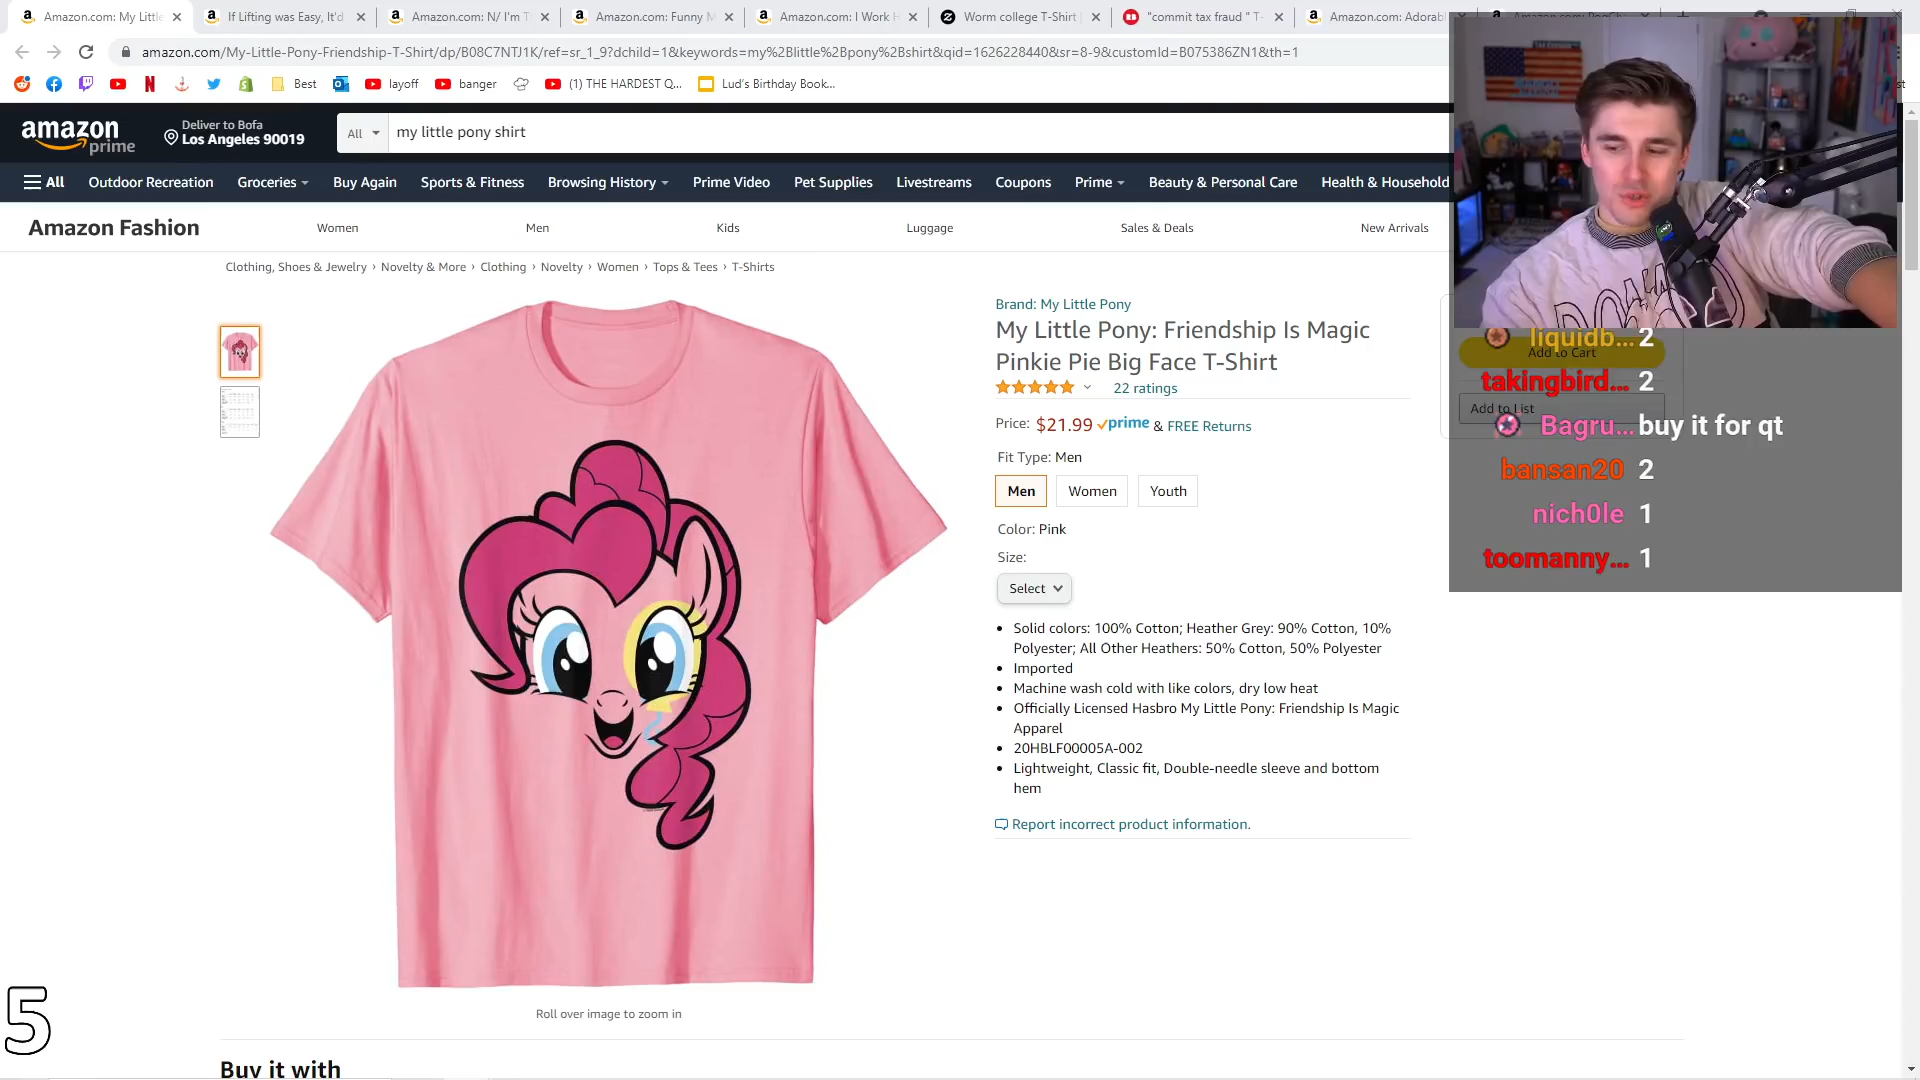 Amazon.com: My Little
If Lifting was Easy, It'd
Amazon.com: N/ I'm T
Amazon.com: Funny M
Amazon.com: I Work H
Worm college T-Shirt
"commit tax fraud " T-
Amazon.com: Adorab
amazon.com/My-Little-Pony-Friendship-T-Shirt/dp/B08C7NTJ1K/ref=sr_1_9?dchild=1&keywords=my%2Blittle%2Bpony%2Bshirt&qid=1626228440&sr=8-9&customId=B075386ZN1&th=1
Best
layoff
banger
(1) THE HARDEST Q...
Lud's Birthday Book...
amazon prime
Deliver to Bofa
Los Angeles 90019
All
my little pony shirt
All
Outdoor Recreation
Groceries
Buy Again
Sports & Fitness
Browsing History
Prime Video
Pet Supplies
Livestreams
Coupons
Prime
Beauty & Personal Care
Health & Household
Amazon Fashion
Women
Men
Kids
Luggage
Sales & Deals
New Arrivals
Clothing, Shoes & Jewelry › Novelty & More › Clothing › Novelty › Women › Tops & Tees › T-Shirts
Brand: My Little Pony
My Little Pony: Friendship Is Magic
Pinkie Pie Big Face T-Shirt
22 ratings
Price: $21.99 prime & FREE Returns
Fit Type: Men
Men
Women
Youth
Color: Pink
Size:
Select
Solid colors: 100% Cotton; Heather Grey: 90% Cotton, 10%
Polyester; All Other Heathers: 50% Cotton, 50% Polyester
Imported
Machine wash cold with like colors, dry low heat
Officially Licensed Hasbro My Little Pony: Friendship Is Magic
Apparel
20HBLF00005A-002
Lightweight, Classic fit, Double-needle sleeve and bottom
hem
Report incorrect product information.
Roll over image to zoom in
Buy it with
5
liquidb... 2
Add to Cart
takingbird... 2
Add to List
Bagru... buy it for qt
bansan20 2
nich0le 1
toomanny... 1